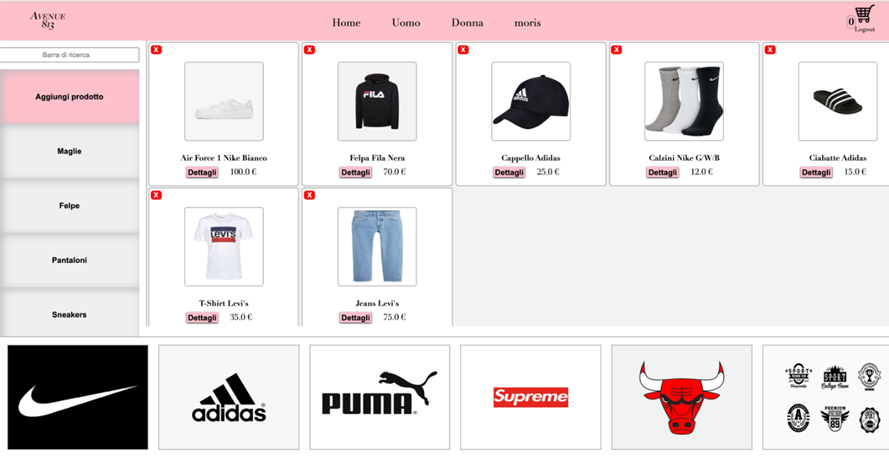 AVENUE
813
Home Uomo Donna moris
0
Logout
Barra di ricerca
Aggiungi prodotto
Maglie
Felpe
Pantaloni
Sneakers
X X X X X
FILA
adidas
Air Force 1 Nike Bianco Felpa Fila Nera Cappello Adidas Calzini Nike G/W/B Ciabatte Adidas
Dettagli 100.0 € Dettagli 70.0 € Dettagli 25.0 € Dettagli 12.0 € Dettagli 15.0 €
X X
LEVI'S
T-Shirt Levi's Jeans Levi's
Dettagli 35.0 € Dettagli 75.0 €
adidas
PUMA
Supreme
SPORT
SPORT
College Team
A
PREMIUM
89